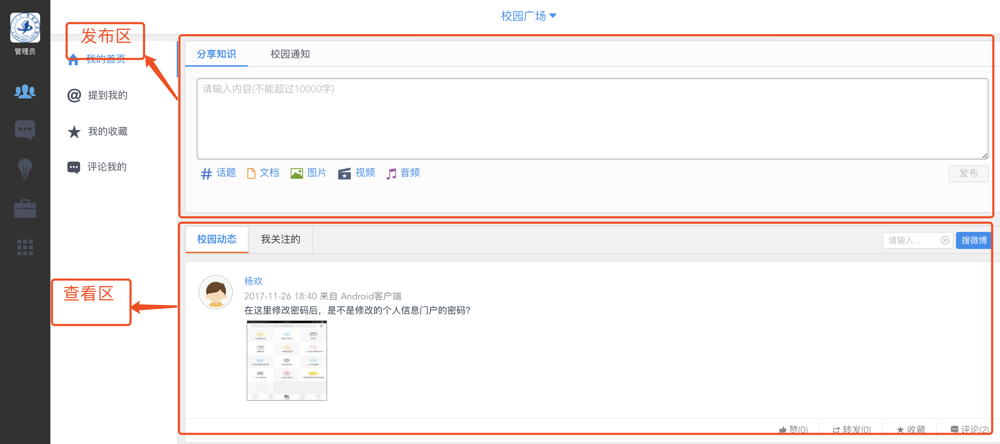 校园广场
管理员
发布区
我的首页
提到我的
我的收藏
评论我的
分享知识 校园通知
请输入内容(不能超过10000字)
话题 文档 图片 视频 音频 发布
校园动态 我关注的 请输入... 搜微博
查看区
杨欢
2017-11-26 18:40 来自 Android客户端
在这里修改密码后，是不是修改的个人信息门户的密码?
赞(0) 转发(0) 收藏 评论(2)